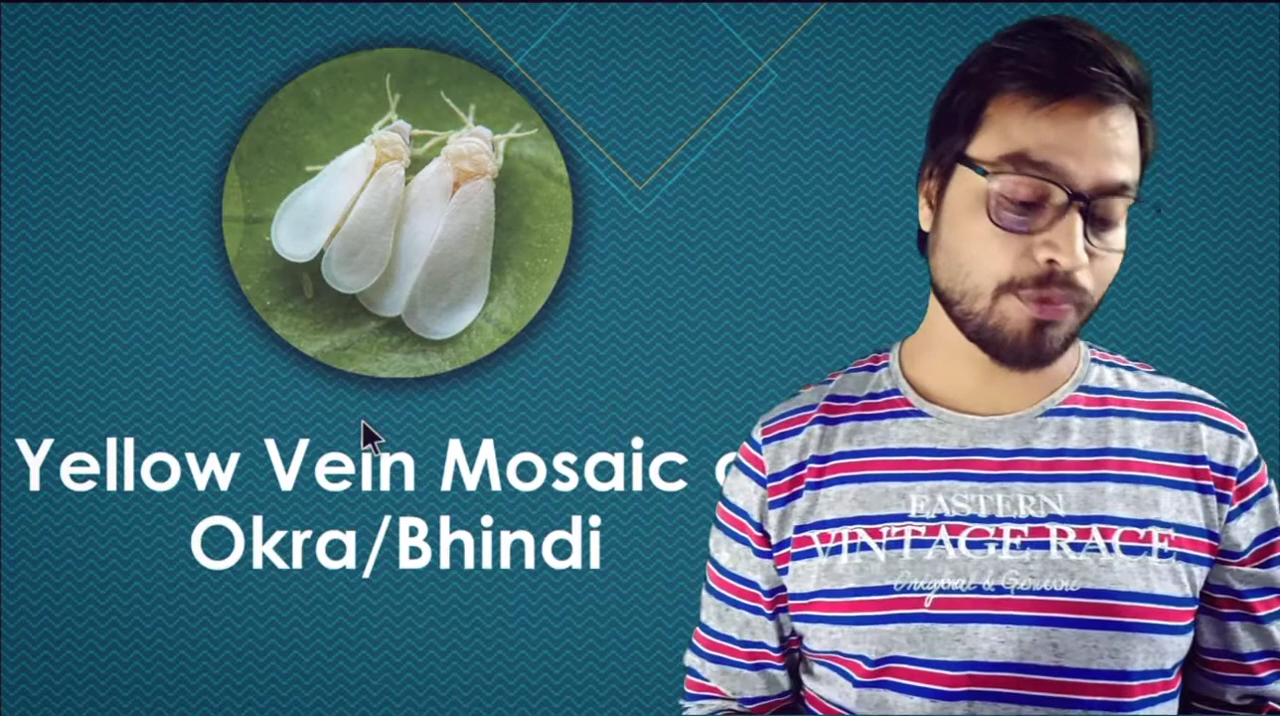 Yellow Vein Mosaic
Okra/Bhindi
EASTERN
VINTAGE RACE
Original & Genuine